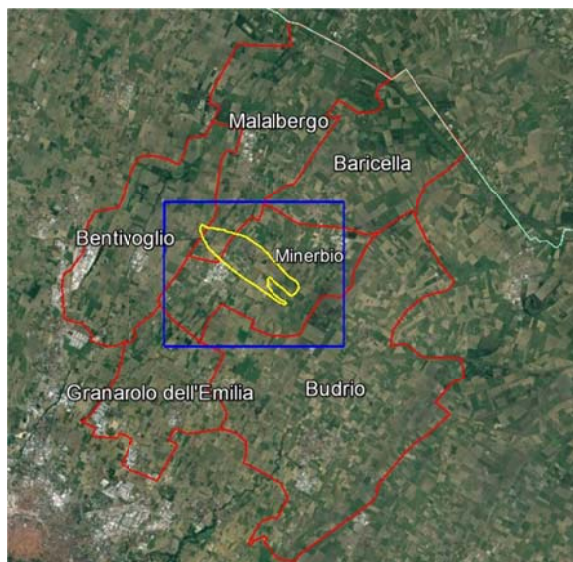 Malalbergo
Baricella
Bentivoglio
Minerbio
Granarolo dell'Emilia
Budrio